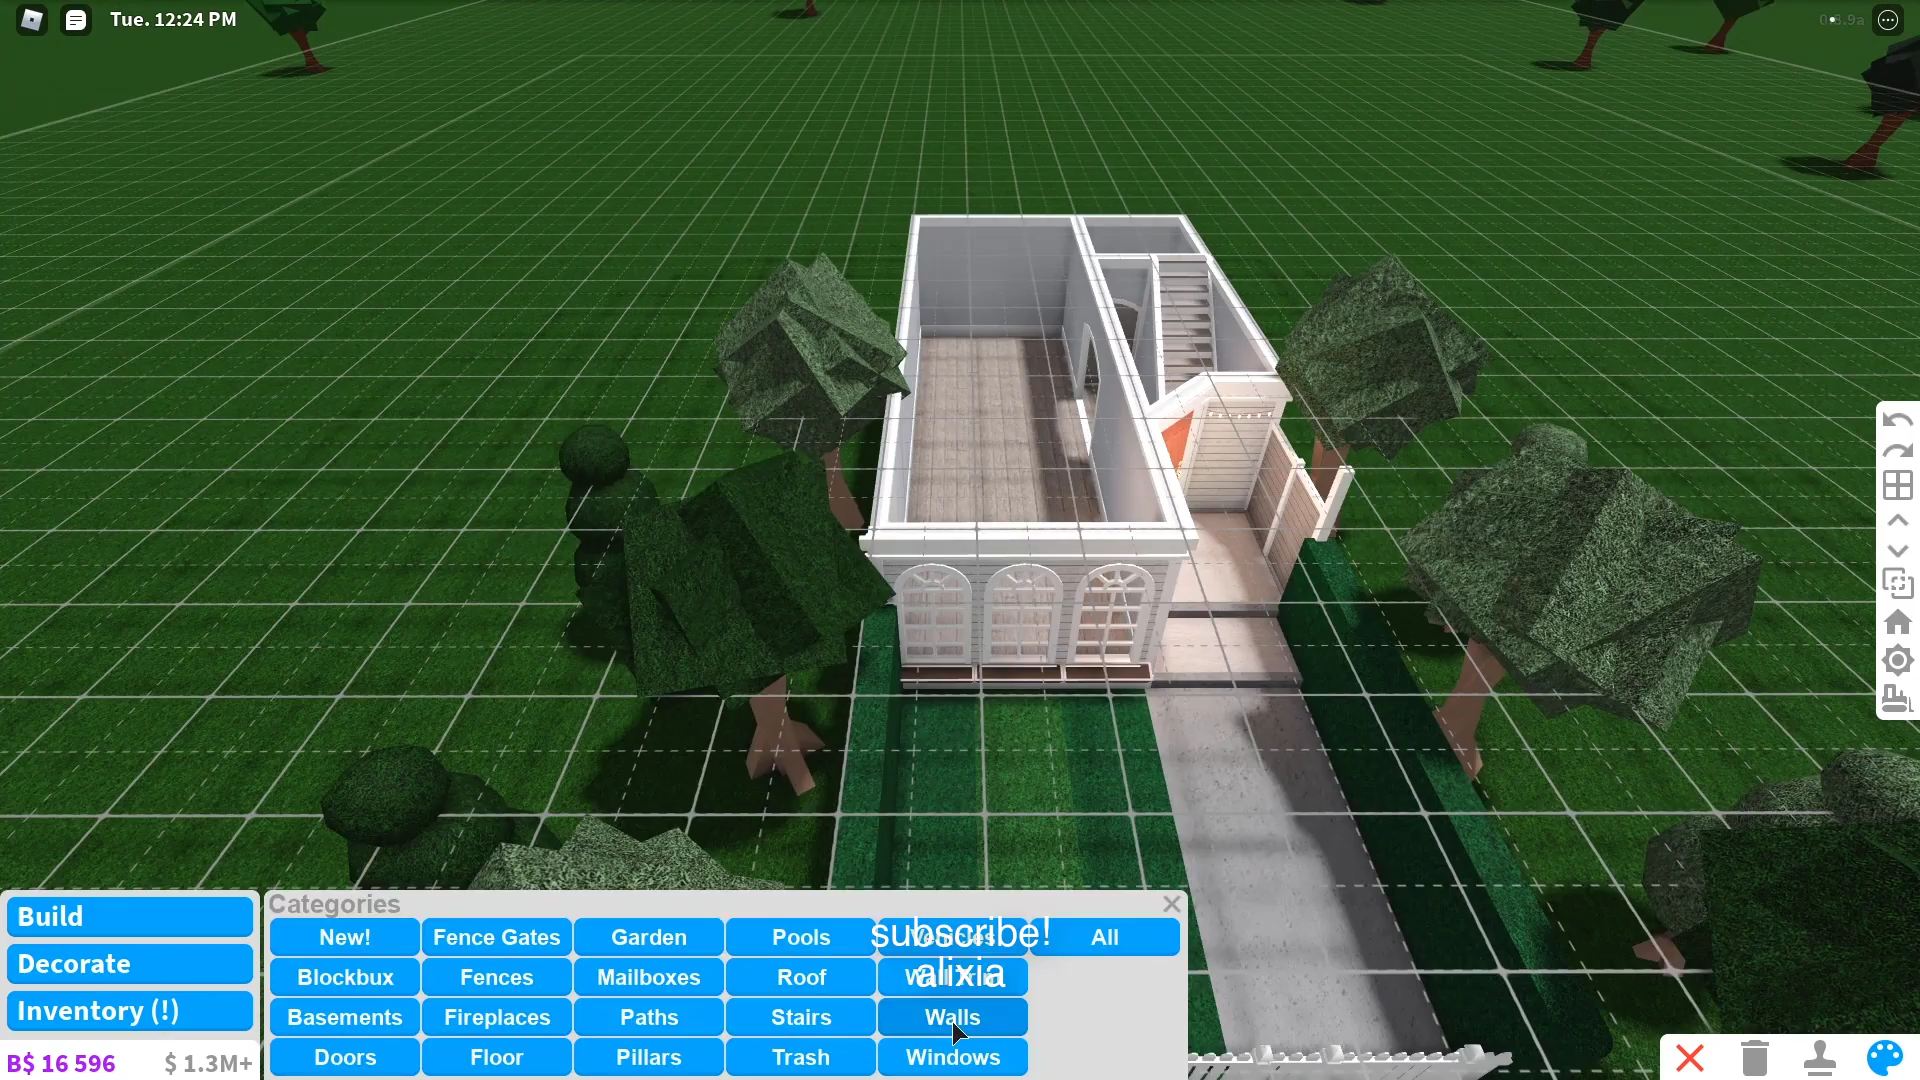 Tue. 12:24 PM
Build
Decorate
Inventory (!)
B$ 16 596
$ 1.3M+
Categories
New!
Fence Gates
Garden
Pools
All
Blockbux
Fences
Mailboxes
Roof
Basements
Fireplaces
Paths
Stairs
Walls
Doors
Floor
Pillars
Trash
Windows
ubscribe!
alixia